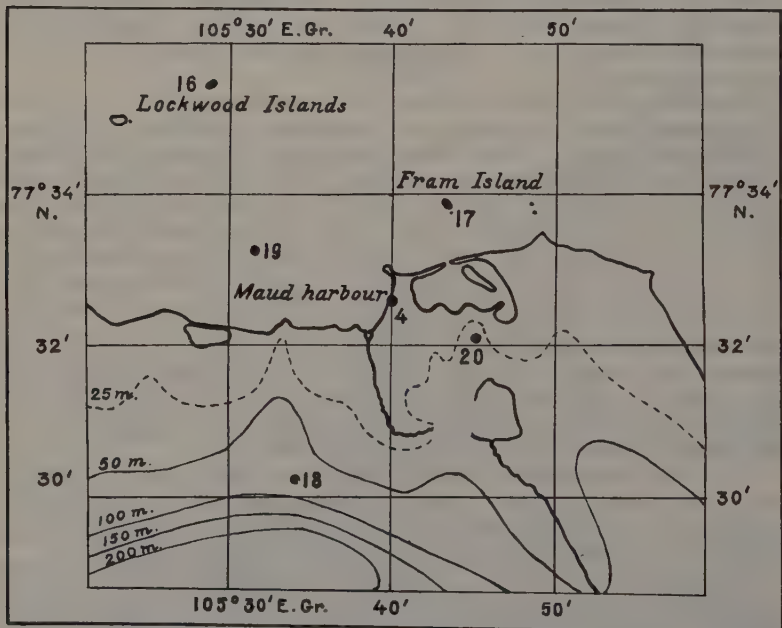 105° 30' E. Gr. 40' 50'
16
Lockwood Islands
77° 34' N.
Fram Island
77° 34' N.
17
19
Maud harbour
4
32'
32'
20
25 m.
50 m.
30'
18
30'
100 m.
150 m.
200 m.
105° 30' E. Gr. 40' 50'